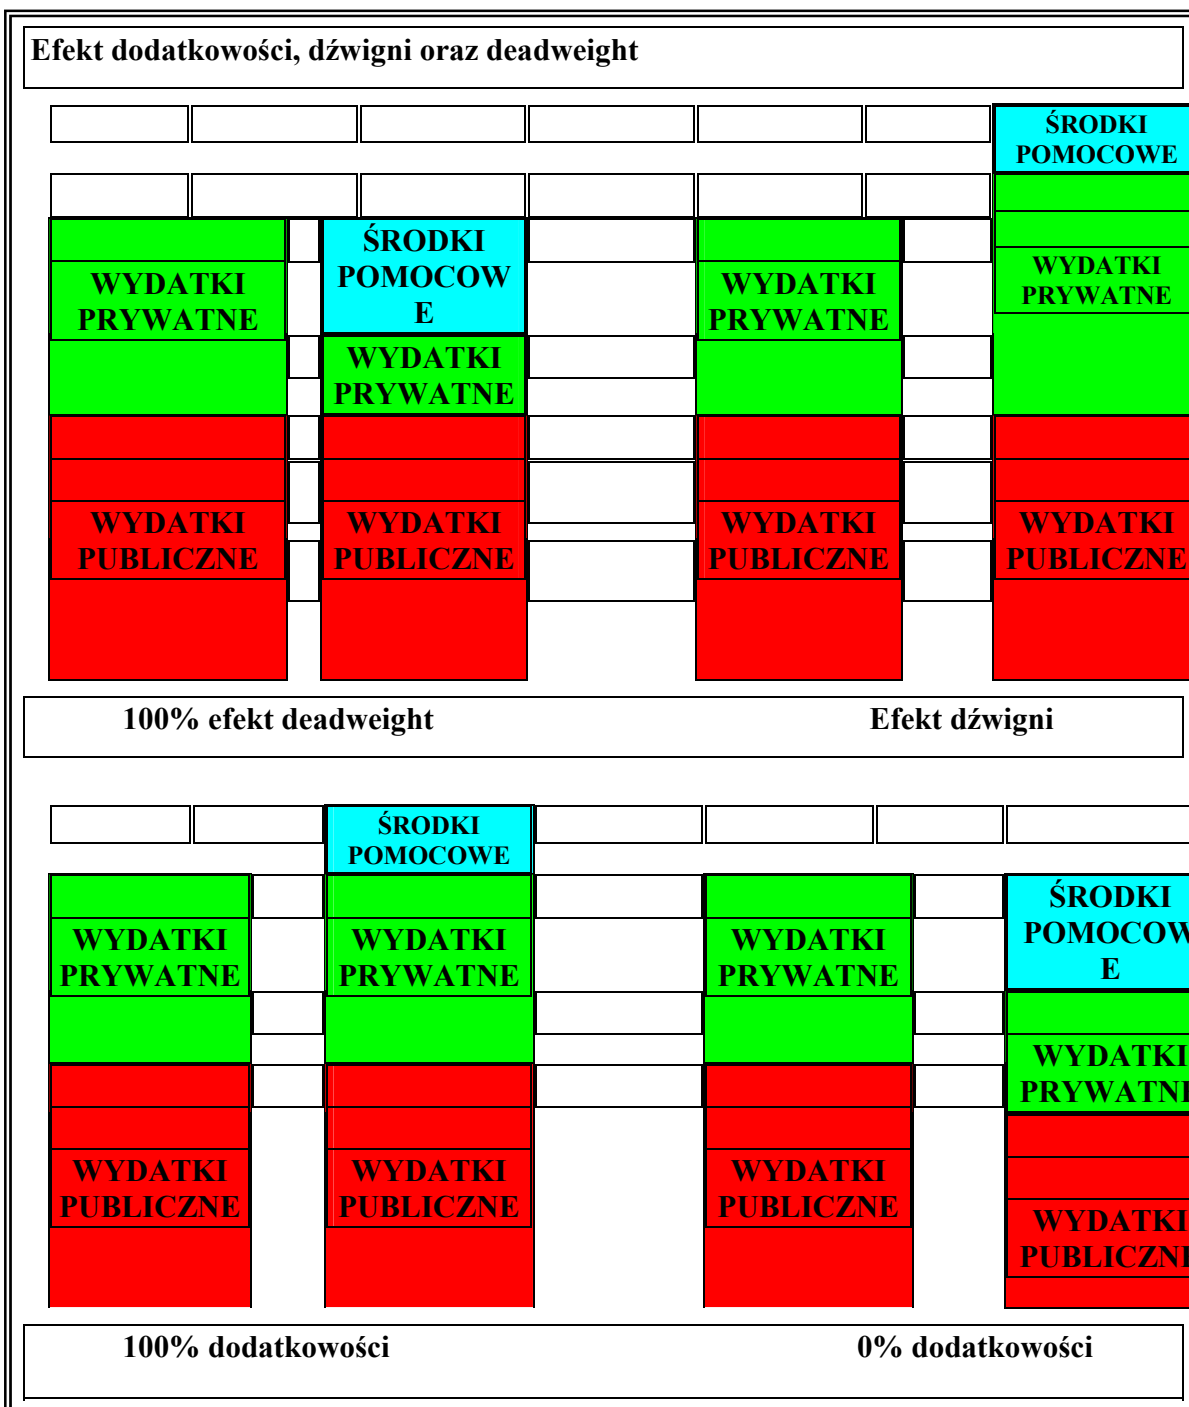 Efekt dodatkowości, dźwigni oraz deadweight
ŚRODKI
POMOCOWE
WYDATKI
PRYWATNE
ŚRODKI
POMOCOW
E
WYDATKI
PRYWATNE
WYDATKI
PRYWATNE
WYDATKI
PRYWATNE
WYDATKI
PUBLICZNE
WYDATKI
PUBLICZNE
WYDATKI
PUBLICZNE
WYDATKI
PUBLICZNE
100% efekt deadweight
Efekt dźwigni
ŚRODKI
POMOCOWE
WYDATKI
PRYWATNE
WYDATKI
PRYWATNE
WYDATKI
PRYWATNE
ŚRODKI
POMOCOW
E
WYDATKI
PRYWATNE
WYDATKI
PUBLICZNE
WYDATKI
PUBLICZNE
WYDATKI
PUBLICZNE
WYDATKI
PUBLICZNE
100% dodatkowości
0% dodatkowości